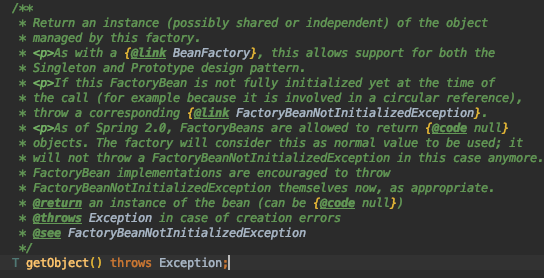 /**
* Return an instance (possibly shared or independent) of the object
* managed by this factory.
* <p>As with a {@link BeanFactory}, this allows support for both the
* Singleton and Prototype design pattern.
* <p>If this FactoryBean is not fully initialized yet at the time of
* the call (for example because it is involved in a circular reference),
* throw a corresponding {@link FactoryBeanNotInitializedException}.
* <p>As of Spring 2.0, FactoryBeans are allowed to return {@code null}
* objects. The factory will consider this as normal value to be used; it
* will not throw a FactoryBeanNotInitializedException in this case anymore.
* FactoryBean implementations are encouraged to throw
* FactoryBeanNotInitializedException themselves now, as appropriate.
* @return an instance of the bean (can be {@code null})
* @throws Exception in case of creation errors
* @see FactoryBeanNotInitializedException
*/
T getObject() throws Exception;